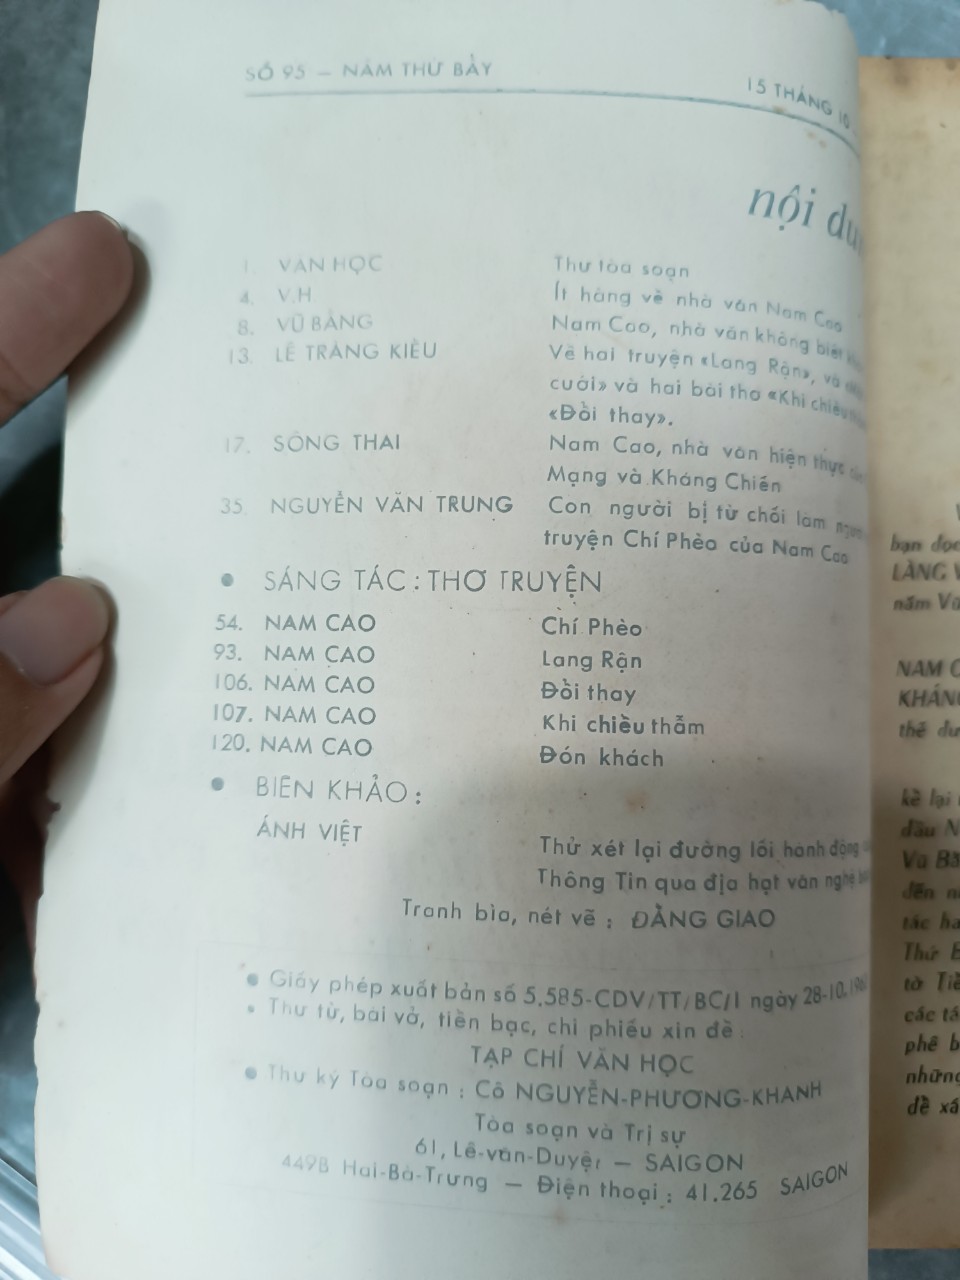 SỐ 95 — NĂM THỨ BẢY
15 THÁNG 10
nội
1. VĂN HỌC Thư tòa soạn
4. V.H Ít hàng về nhà văn Nam Cao
8. VŨ BẰNG Nam Cao, nhà văn không biết
13. LÊ TRÀNG KIỀU Về hai truyện «Lang Rận», và
cười» và hai bài thơ «Khi chiều
«Đồi thay».
17. SÔNG THAI Nam Cao, nhà văn hiện thực
Mạng và Kháng Chiến
35 NGUYỄN VĂN TRUNG Con người bị từ chối làm
truyện Chí Phèo của Nam Cao
• SÁNG TÁC : THƠ TRUYỆN
54. NAM CAO Chí Phèo
93. NAM CAO Lang Rận
106. NAM CAO Đồi thay
107. NAM CAO Khi chiều thẫm
120. NAM CAO Đón khách
• BIÊN KHẢO :
ÁNH VIỆT Thử xét lại đường lối hành động
Thông Tin qua địa hạt văn nghệ
Tranh bìa, nét vẽ : ĐẰNG GIAO
• Giấy phép xuất bản số 5.585-CDV/TT/BC/I ngày 28-10.
• Thư từ, bài vở, tiền bạc, chi phiếu xin đề :
TẠP CHÍ VĂN HỌC
• Thư ký Tòa soạn : Cô NGUYỄN-PHƯƠNG-KHANH
Tòa soạn và Trị sự
61, Lê-văn-Duyệt — SAIGON
449B Hai-Bà-Trưng — Điện thoại : 41.265 SAIGON
bạn đọc
LÀNG
năm
NAM
thế
kề lại
đầu
Vũ
đến
tác
Thứ
tờ
các
phê
những
đề